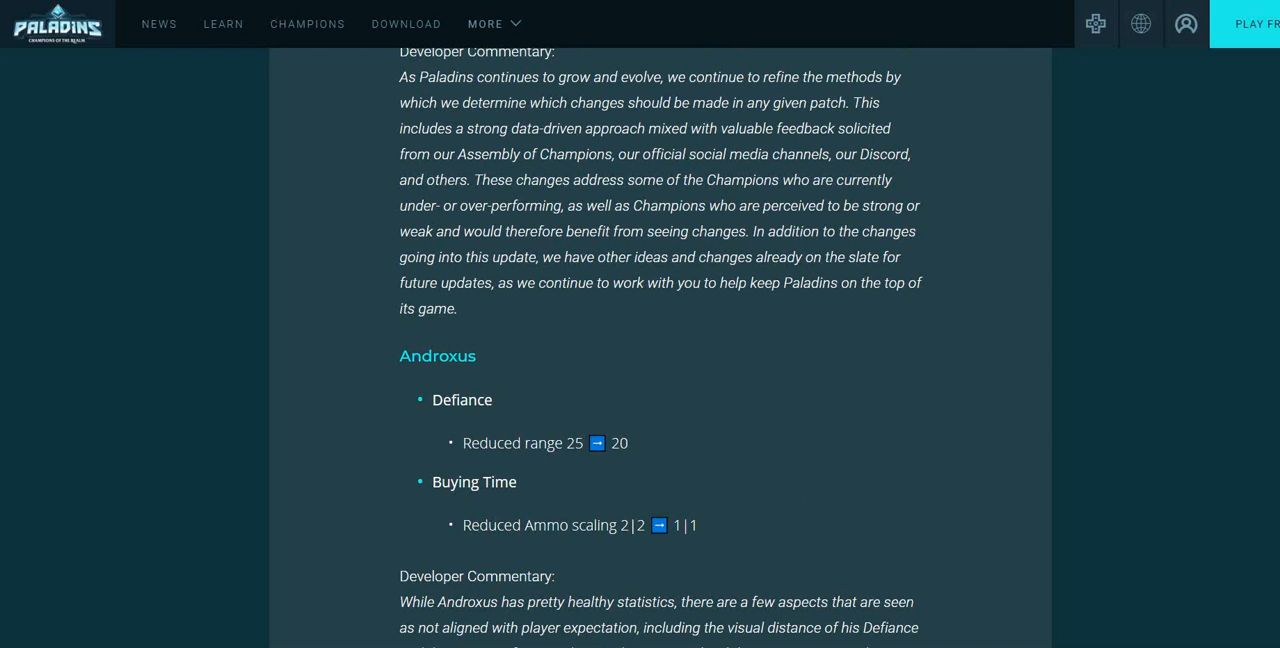 PALADINS
CHAMPIONS OF THE REALM
NEWS LEARN CHAMPIONS DOWNLOAD MORE PLAY FR
Developer Commentary:
As Paladins continues to grow and evolve, we continue to refine the methods by
which we determine which changes should be made in any given patch. This
includes a strong data-driven approach mixed with valuable feedback solicited
from our Assembly of Champions, our official social media channels, our Discord,
and others. These changes address some of the Champions who are currently
under- or over-performing, as well as Champions who are perceived to be strong or
weak and would therefore benefit from seeing changes. In addition to the changes
going into this update, we have other ideas and changes already on the slate for
future updates, as we continue to work with you to help keep Paladins on the top of
its game.
Androxus
• Defiance
• Reduced range 25 ➡ 20
• Buying Time
• Reduced Ammo scaling 2|2 ➡ 1|1
Developer Commentary:
While Androxus has pretty healthy statistics, there are a few aspects that are seen
as not aligned with player expectation, including the visual distance of his Defiance